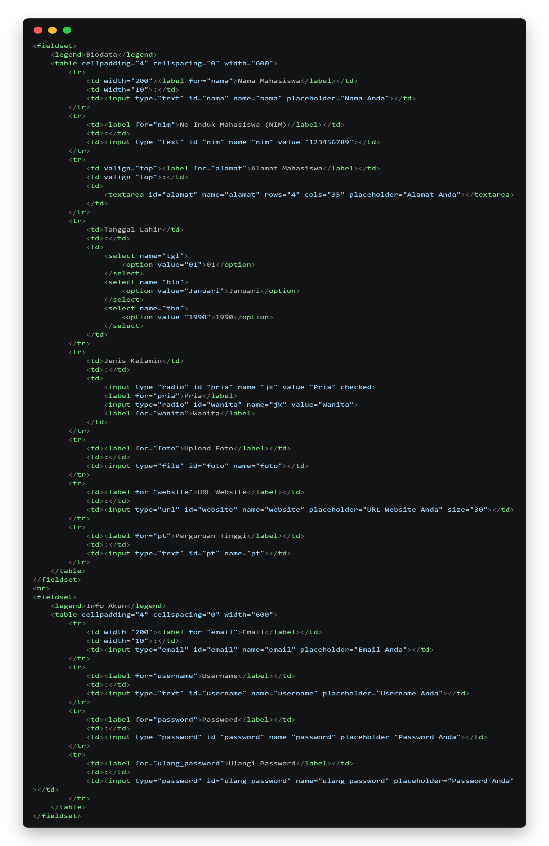 <fieldset>
<legend>Biodata</legend>
<table cellpadding="4" cellspacing="0" width="600">
<tr>
<td width="200"><label for="nama">Nama Mahasiswa</label></td>
<td width="10">:</td>
<td><input type="text" id="nama" name="nama" placeholder="Nama Anda"></td>
</tr>
<tr>
<td><label for="nim">No Induk Mahasiswa (NIM)</label></td>
<td>:</td>
<td><input type="text" id="nim" name="nim" value="123456789"></td>
</tr>
<tr>
<td valign="top"><label for="alamat">Alamat Mahasiswa</label></td>
<td valign="top">:</td>
<td>
<textarea id="alamat" name="alamat" rows="4" cols="35" placeholder="Alamat Anda"></textarea>
</td>
</tr>
<tr>
<td>Tanggal Lahir</td>
<td>:</td>
<td>
<select name="tgl">
<option value="01">01</option>
</select>
<select name="bln">
<option value="Januari">Januari</option>
</select>
<select name="thn">
<option value="1990">1990</option>
</select>
</td>
</tr>
<tr>
<td>Jenis Kelamin</td>
<td>:</td>
<td>
<input type="radio" id="pria" name="jk" value="Pria" checked>
<label for="pria">Pria</label>
<input type="radio" id="wanita" name="jk" value="Wanita">
<label for="wanita">Wanita</label>
</td>
</tr>
<tr>
<td><label for="foto">Upload Foto</label></td>
<td>:</td>
<td><input type="file" id="foto" name="foto"></td>
</tr>
<tr>
<td><label for="website">URL Website</label></td>
<td>:</td>
<td><input type="url" id="website" name="website" placeholder="URL Website Anda" size="30"></td>
</tr>
<tr>
<td><label for="pt">Perguruan Tinggi</label></td>
<td>:</td>
<td><input type="text" id="pt" name="pt"></td>
</tr>
</table>
</fieldset>
<hr>
<fieldset>
<legend>Info Akun</legend>
<table cellpadding="4" cellspacing="0" width="600">
<tr>
<td width="200"><label for="email">Email</label></td>
<td width="10">:</td>
<td><input type="email" id="email" name="email" placeholder="Email Anda"></td>
</tr>
<tr>
<td><label for="username">Username</label></td>
<td>:</td>
<td><input type="text" id="username" name="username" placeholder="Username Anda"></td>
</tr>
<tr>
<td><label for="password">Password</label></td>
<td>:</td>
<td><input type="password" id="password" name="password" placeholder="Password Anda"></td>
</tr>
<tr>
<td><label for="ulang_password">Ulangi Password</label></td>
<td>:</td>
<td><input type="password" id="ulang_password" name="ulang_password" placeholder="Password Anda"
></td>
</tr>
</table>
</fieldset>